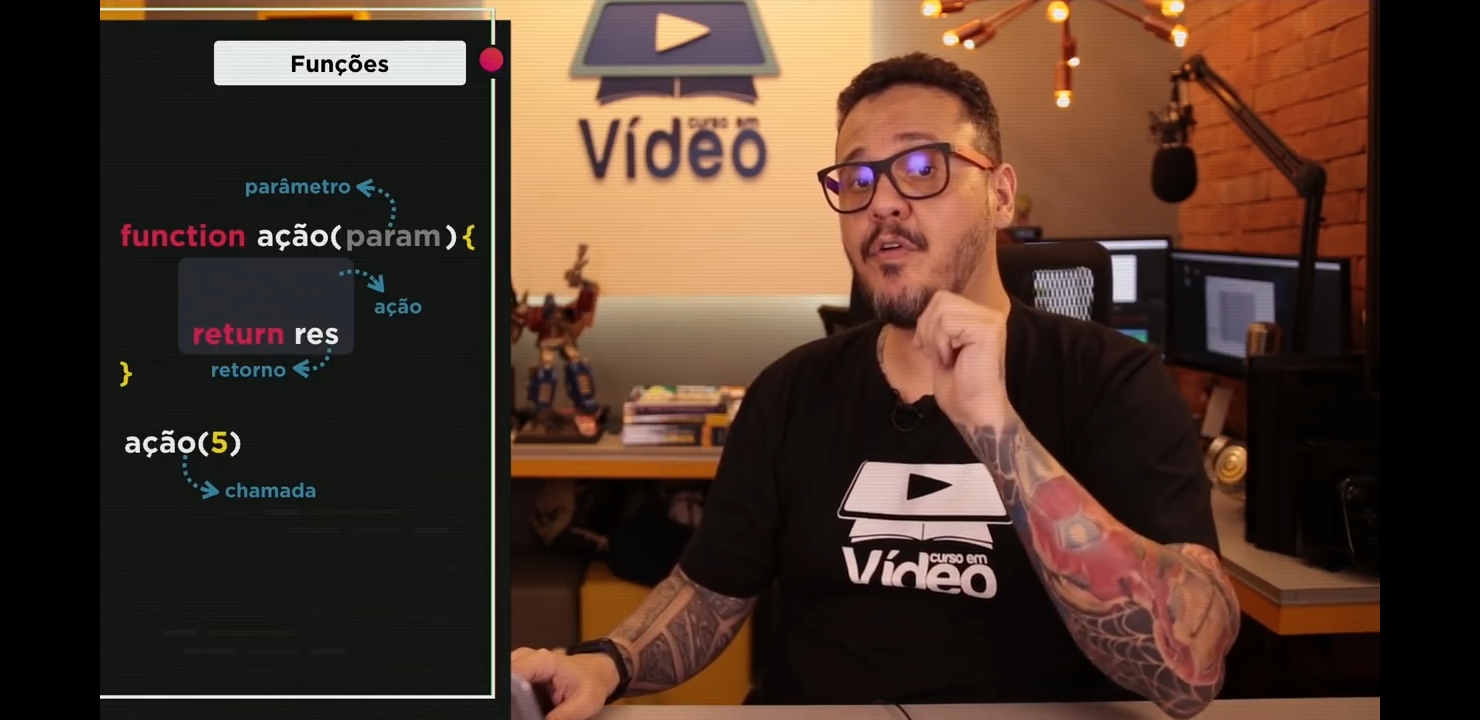 Funções
parâmetro
function ação(param){
ação
return res
retorno
}
ação(5)
chamada
curso em
Vídeo
curso em
Vídeo